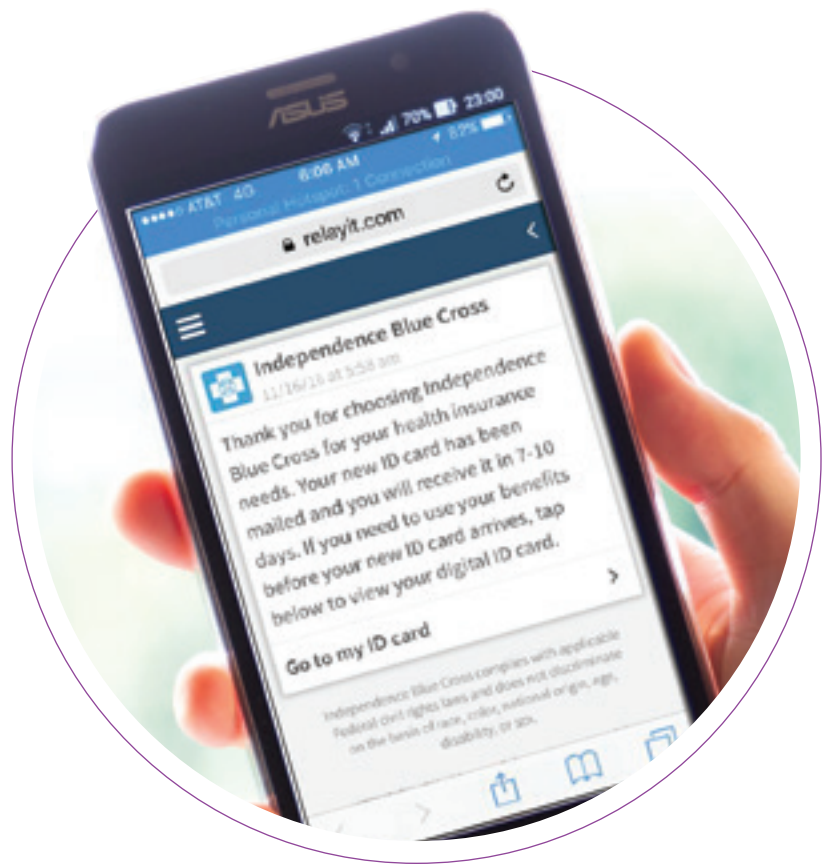 ASUS
70% 23:00
AT&T 4G 6:06 AM 82%
Personal Hotspot: 1 Connection
relayit.com
Independence Blue Cross
11/16/16 at 5:58 am
Thank you for choosing Independence
Blue Cross for your health insurance
needs. Your new ID card has been
mailed and you will receive it in 7-10
days. If you need to use your benefits
before your new ID card arrives, tap
below to view your digital ID card.
Go to my ID card
Independence Blue Cross complies with applicable
Federal civil rights laws and does not discriminate
on the basis of race, color, national origin, age,
disability, or sex.